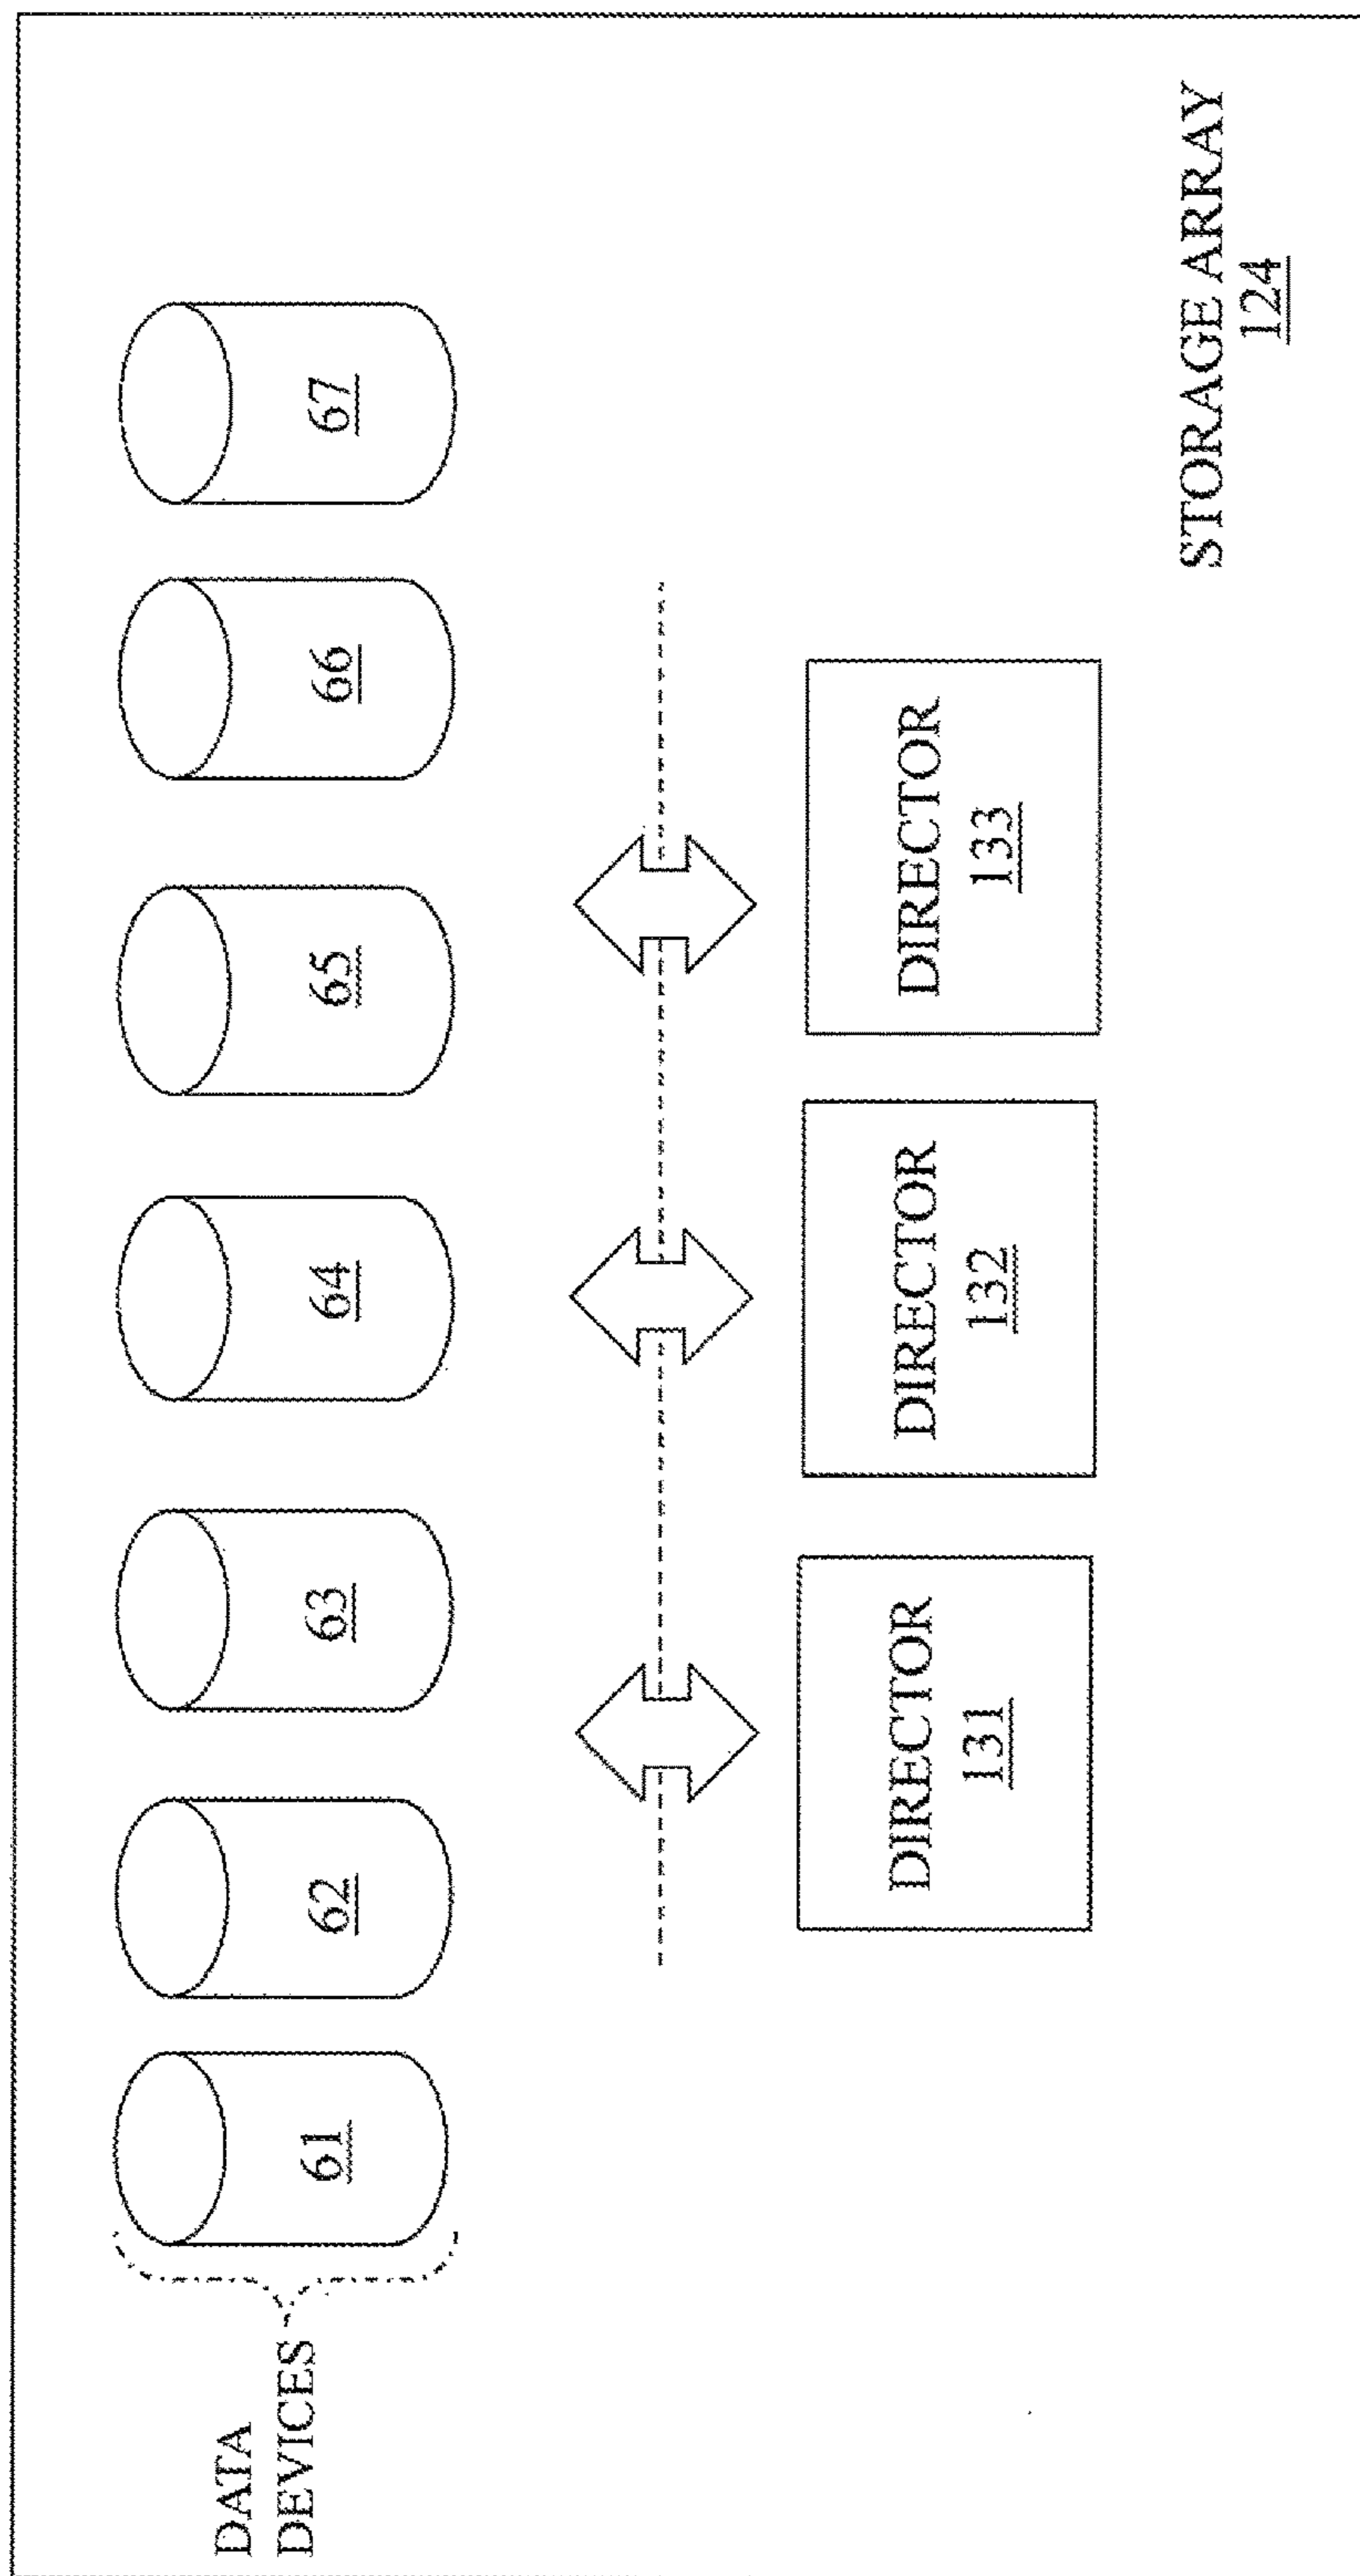 DATA
DEVICES
61
62
63
64
65
66
67
DIRECTOR
131
DIRECTOR
132
DIRECTOR
133
STORAGE ARRAY
124